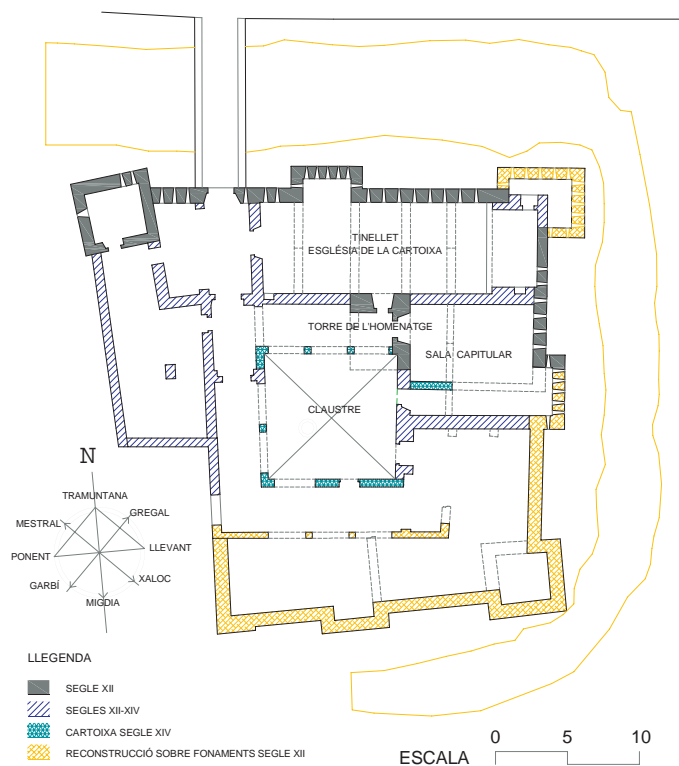 TINELLET
ESGLÉSIA DE LA CARTOIXA
TORRE DE L'HOMENATGE
SALA CAPITULAR
CLAUSTRE
N
TRAMUNTANA
GREGAL
MESTRAL
LLEVANT
PONENT
XALOC
GARBÍ
MIGDIA
LLEGENDA
SEGLE XII
SEGLES XII-XIV
CARTOIXA SEGLE XIV
RECONSTRUCCIÓ SOBRE FONAMENTS SEGLE XII
ESCALA 0 5 10